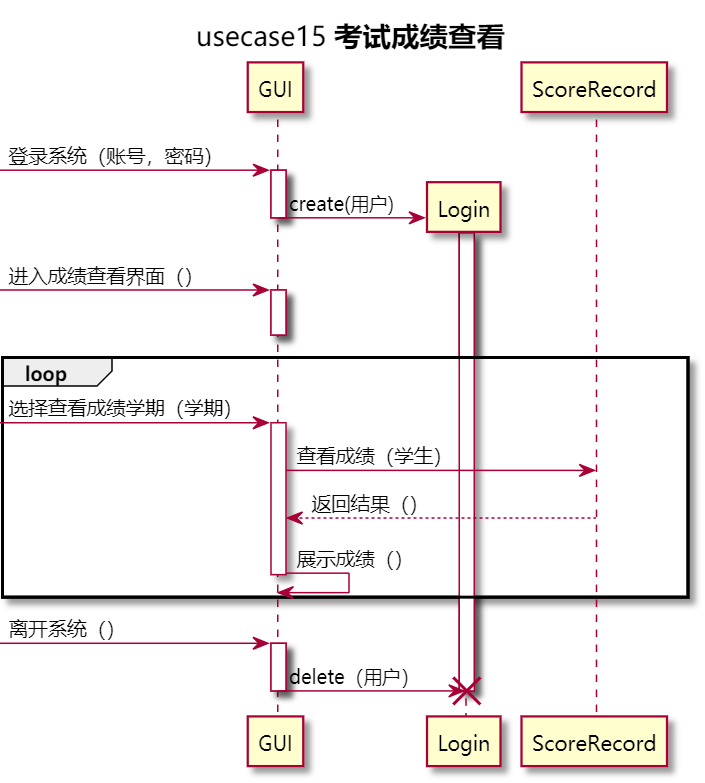 usecase15 考试成绩查看
GUI
ScoreRecord
登录系统（账号，密码）
create(用户)
Login
进入成绩查看界面（）
loop
选择查看成绩学期（学期）
查看成绩（学生）
返回结果（）
展示成绩（）
离开系统（）
delete（用户）
GUI
Login
ScoreRecord